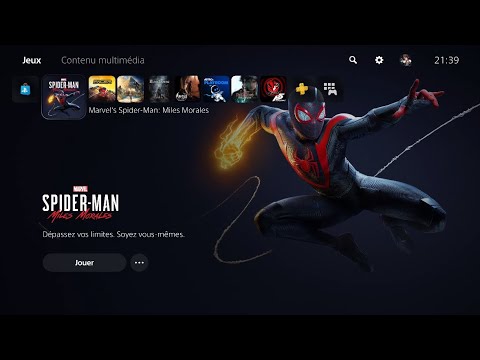 Jeux Contenu multimédia 21:39
MARVEL
SPIDER-MAN
Marvel's Spider-Man: Miles Morales
MARVEL
SPIDER-MAN
MILES MORALES
Dépassez vos limites. Soyez vous-mêmes.
Jouer